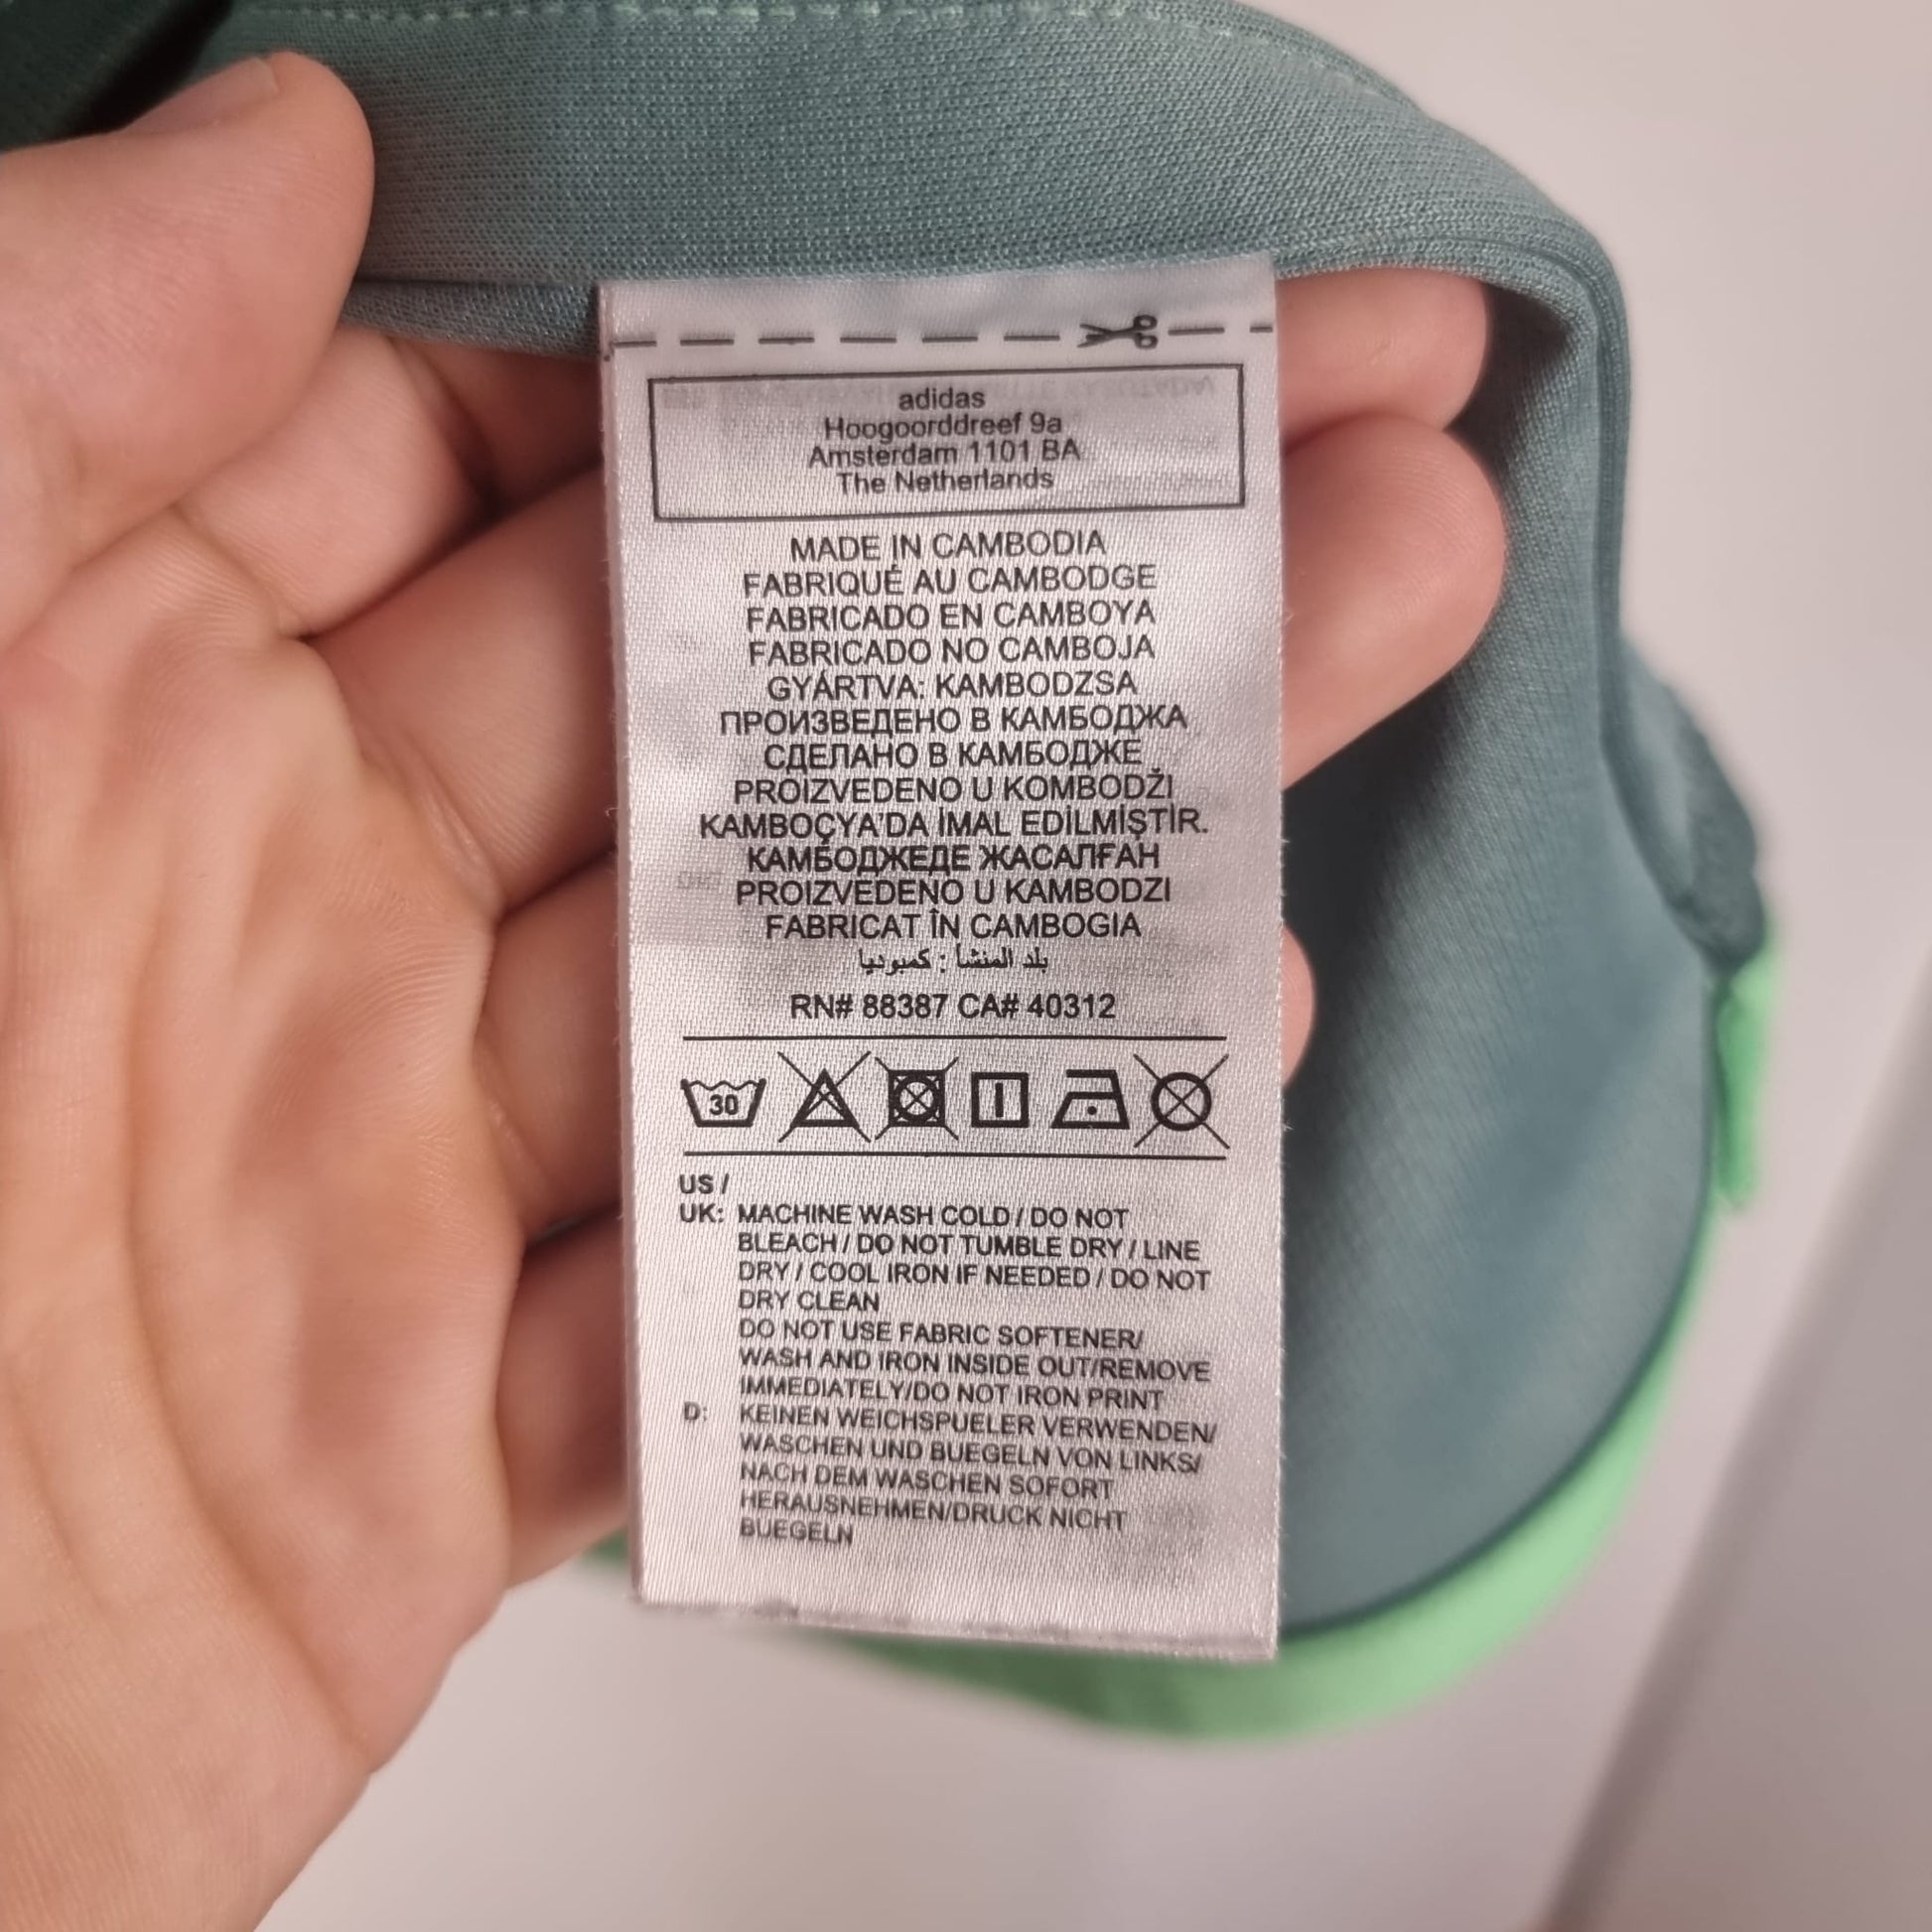 adidas
Hoogoorddreef 9a
Amsterdam 1101 BA
The Netherlands
MADE IN CAMBODIA
FABRIQUÉ AU CAMBODGE
FABRICADO EN CAMBOYA
FABRICADO NO CAMBOJA
GYÁRTVA: KAMBODZSA
ПРОИЗВЕДЕНО В КАМБОДЖА
СДЕЛАНО В КАМБОДЖЕ
PROIZVEDENO U KOMBODŽI
KAMBOÇYA'DA İMAL EDİLMİŞTİR.
КАМБОДЖЕДЕ ЖАСАЛҒАН
PROIZVEDENO U KAMBODZI
FABRICAT ÎN CAMBOGIA
بلد المنشأ : كمبوديا
RN# 88387 CA# 40312
30
US /
UK: MACHINE WASH COLD / DO NOT
BLEACH / DO NOT TUMBLE DRY / LINE
DRY / COOL IRON IF NEEDED / DO NOT
DRY CLEAN
DO NOT USE FABRIC SOFTENER/
WASH AND IRON INSIDE OUT/REMOVE
IMMEDIATELY/DO NOT IRON PRINT
D: KEINEN WEICHSPUELER VERWENDEN/
WASCHEN UND BUEGELN VON LINKS/
NACH DEM WASCHEN SOFORT
HERAUSNEHMEN/DRUCK NICHT
BUEGELN